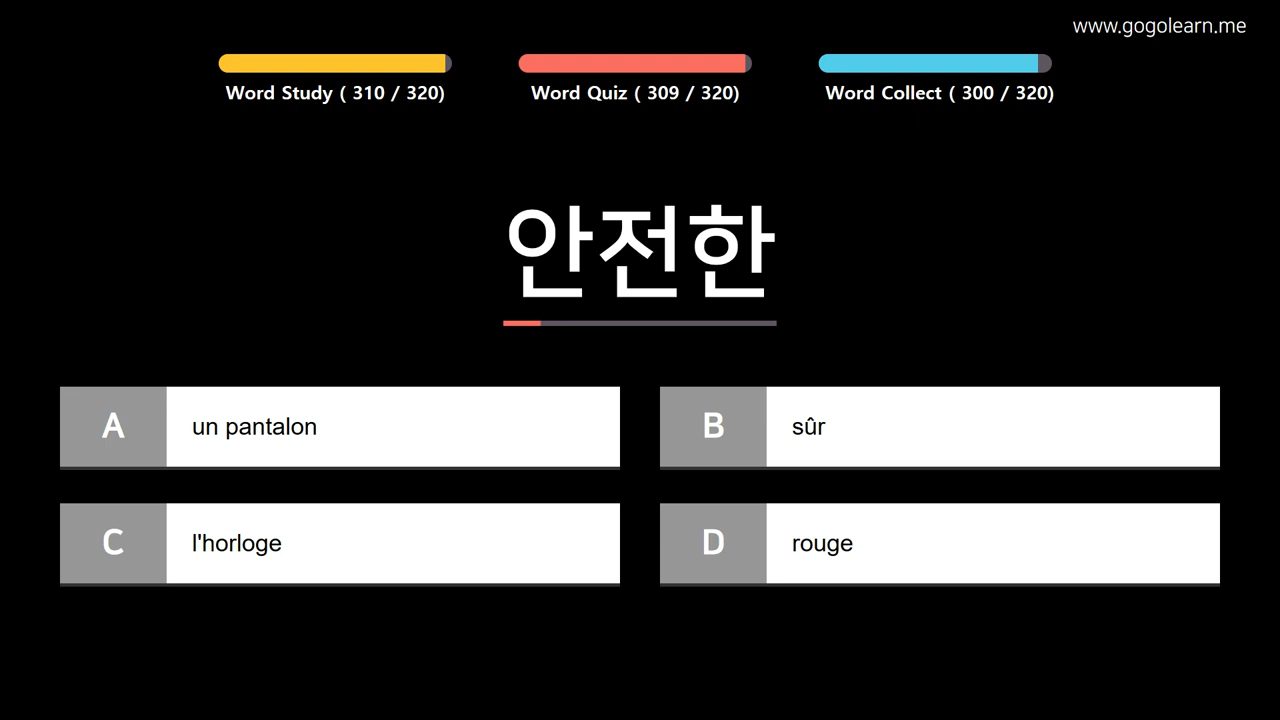 www.gogolearn.me
Word Study ( 310 / 320)
Word Quiz ( 309 / 320)
Word Collect ( 300 / 320)
안전한
A un pantalon
B sûr
C l'horloge
D rouge